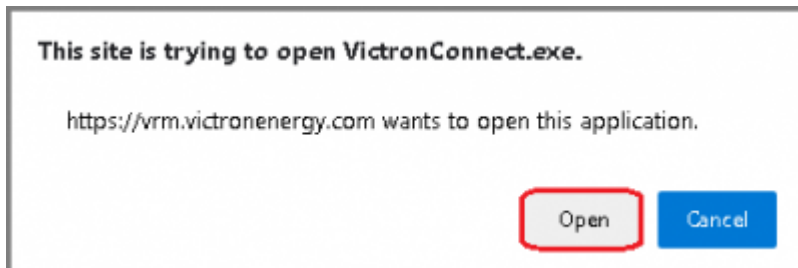 This site is trying to open VictronConnect.exe.
https://vrm.victronenergy.com wants to open this application.
Open Cancel